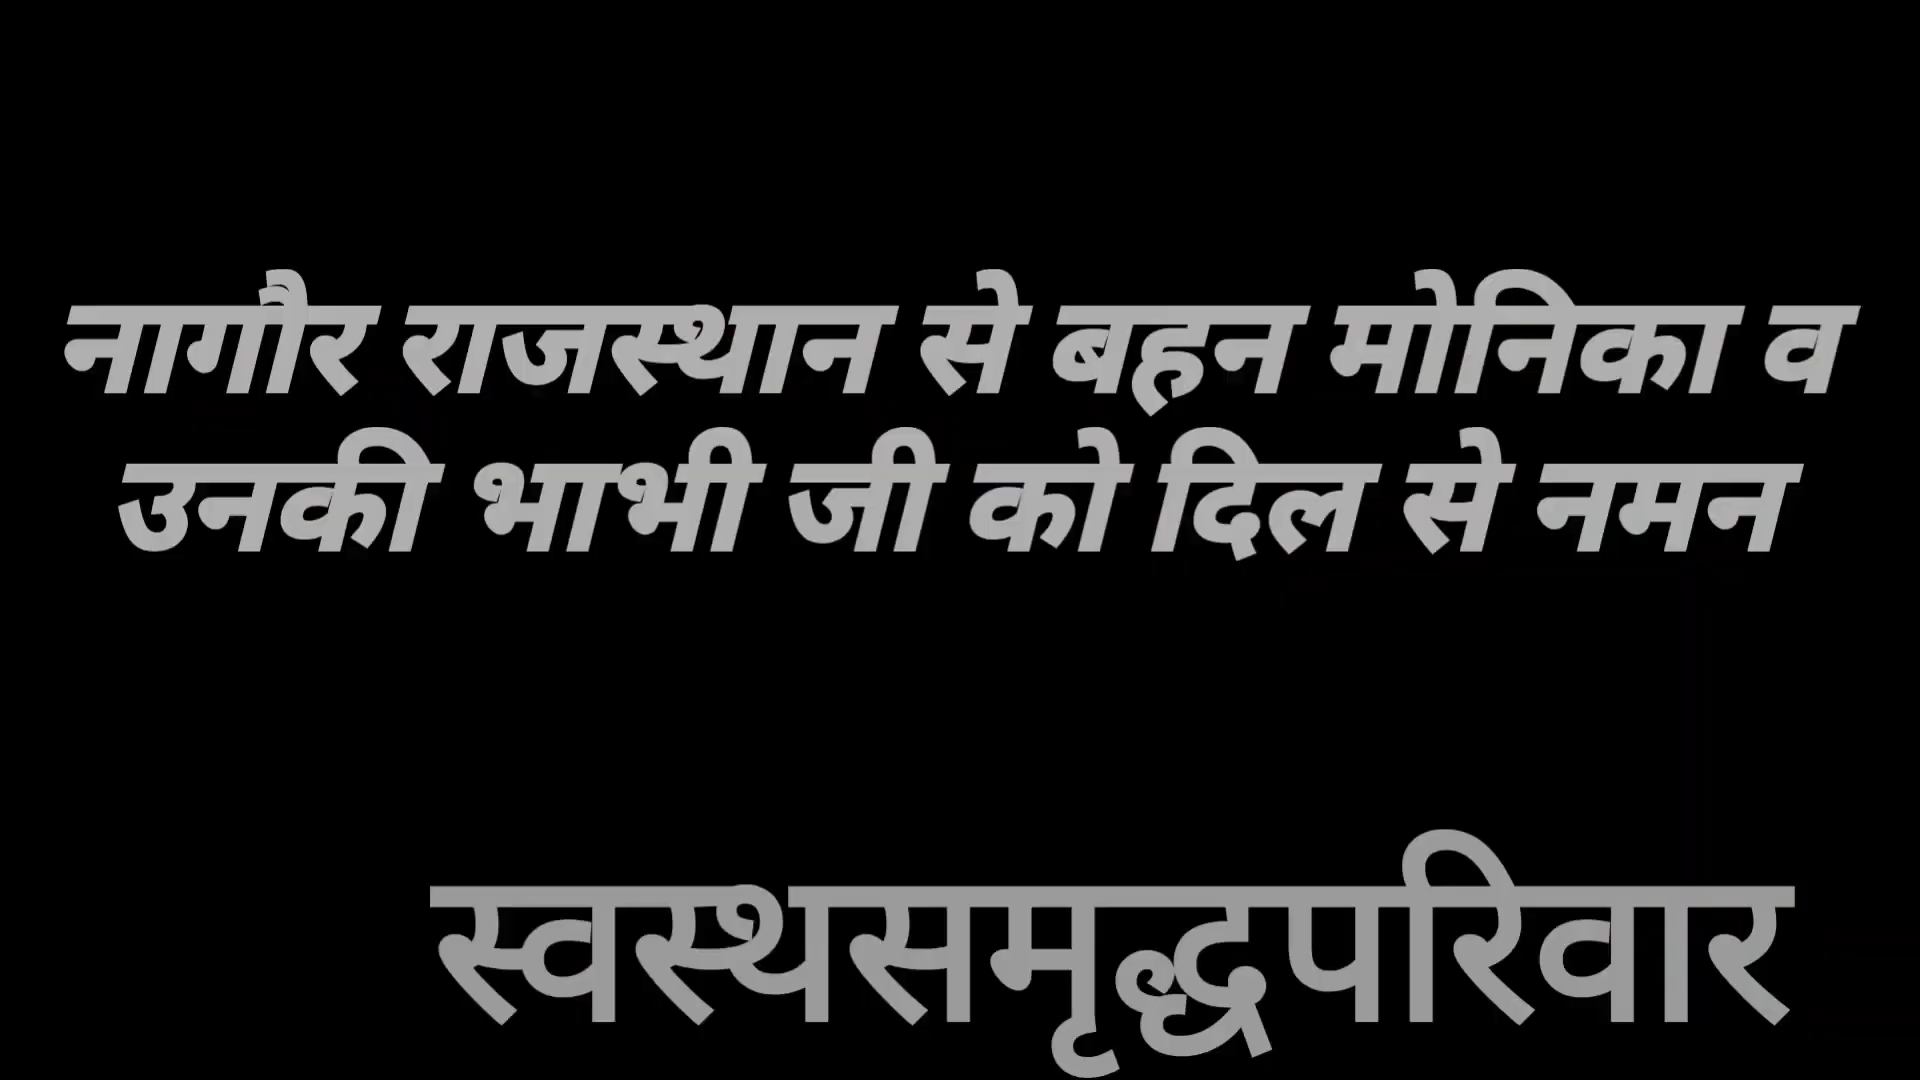 नागौर राजस्थान से बहन मोनिका व
उनकी भाभी जी को दिल से नमन
स्वस्थसमृद्धपरिवार